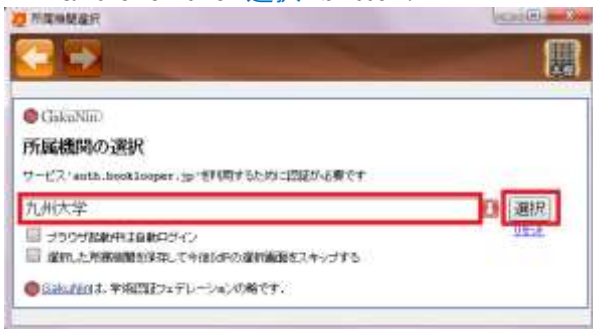 選択
所属機関選択
本棚
GakuNin
所属機関の選択
サービス'auth.booklooper.jp'を利用するために認証が必要です
九州大学
選択
リセット
ブラウザ起動中は自動ログイン
選択した所属機関を保存して今後IdPの選択画面をスキップする
GakuNinは、学術認証フェデレーションの略です.